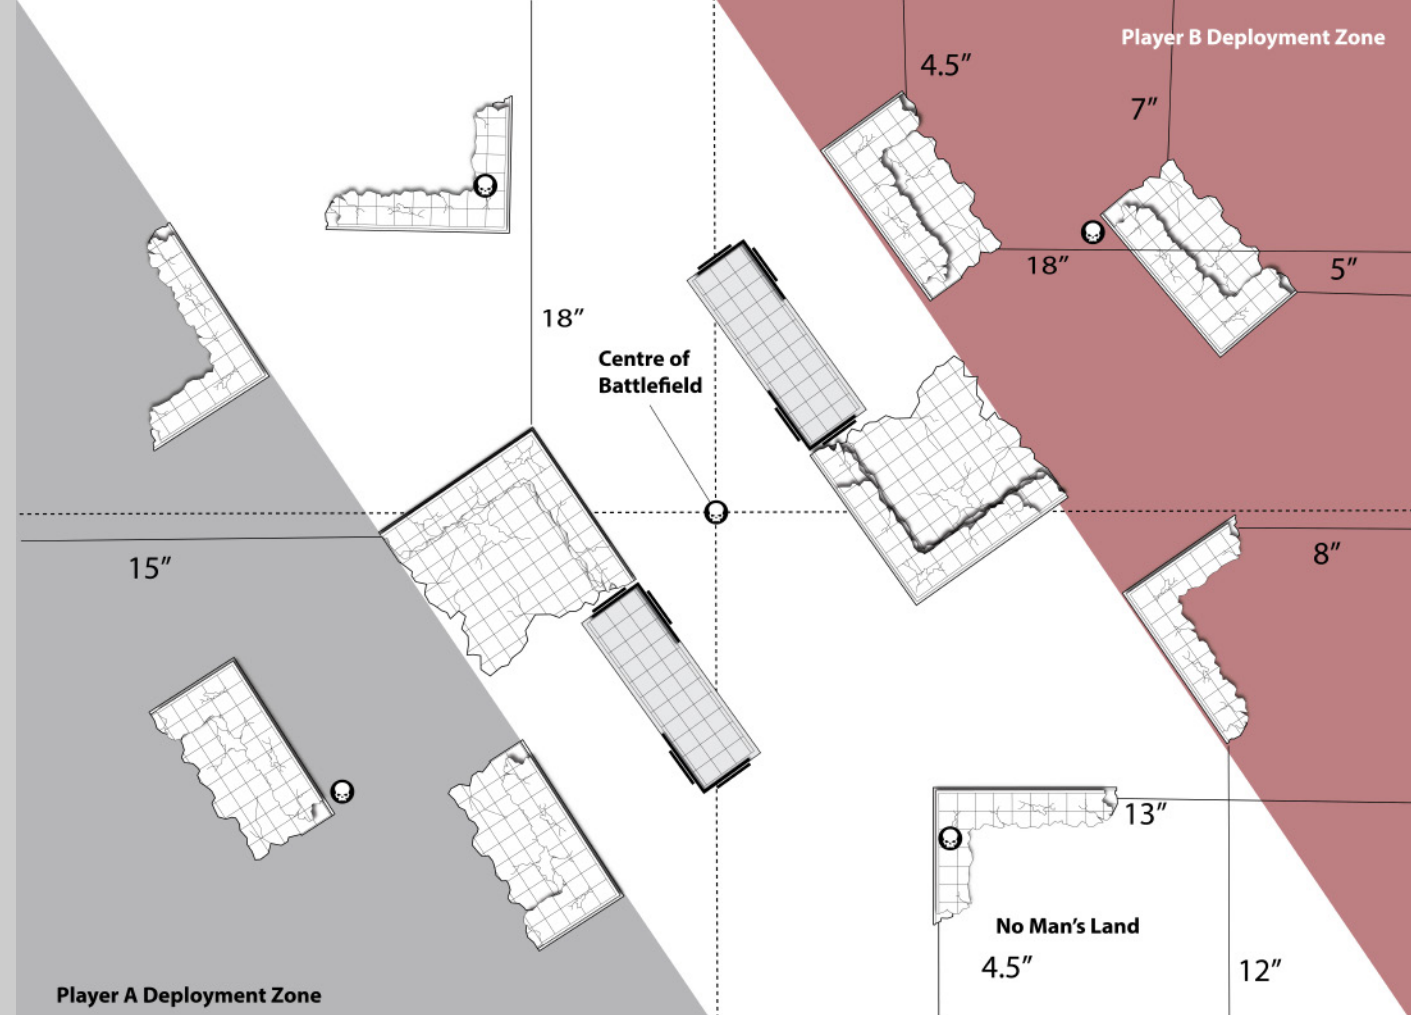 Player B Deployment Zone
4.5”
7”
18”
5”
18”
Centre of
Battlefield
15”
8”
13”
No Man’s Land
4.5”
12”
Player A Deployment Zone